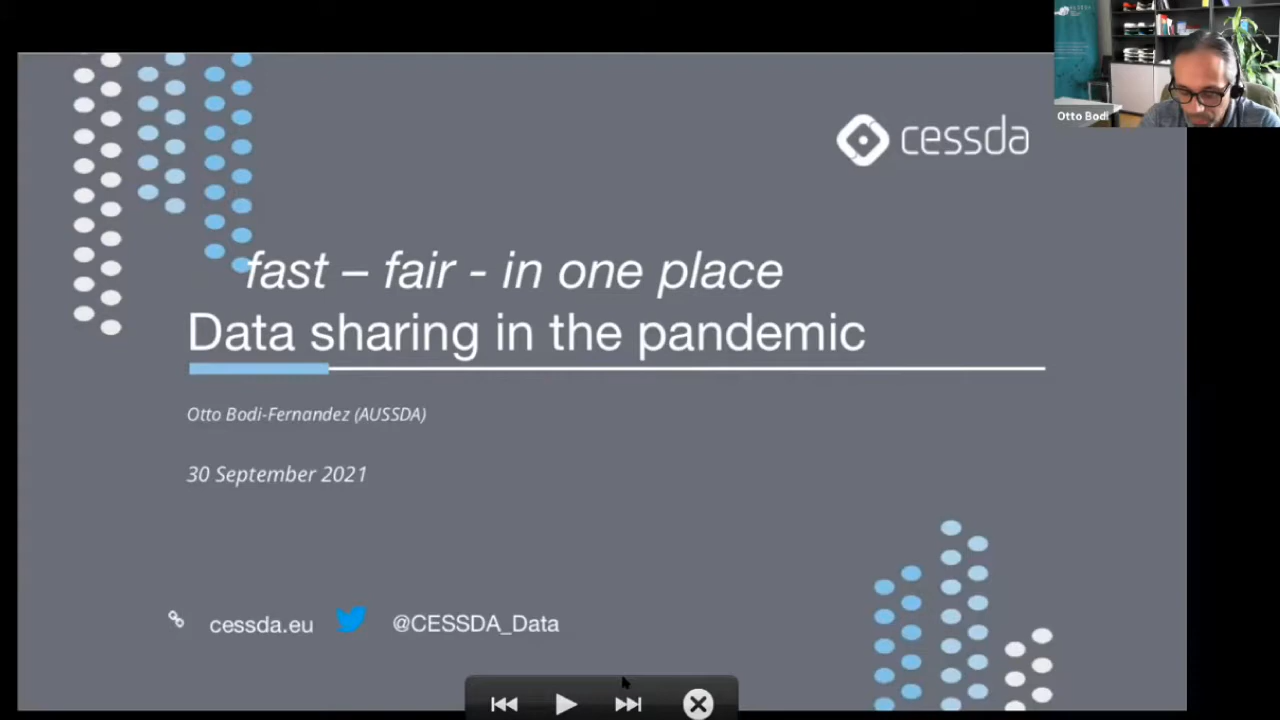 Otto Bodi
cessda
fast – fair - in one place
Data sharing in the pandemic
Otto Bodi-Fernandez (AUSSDA)
30 September 2021
cessda.eu @CESSDA_Data